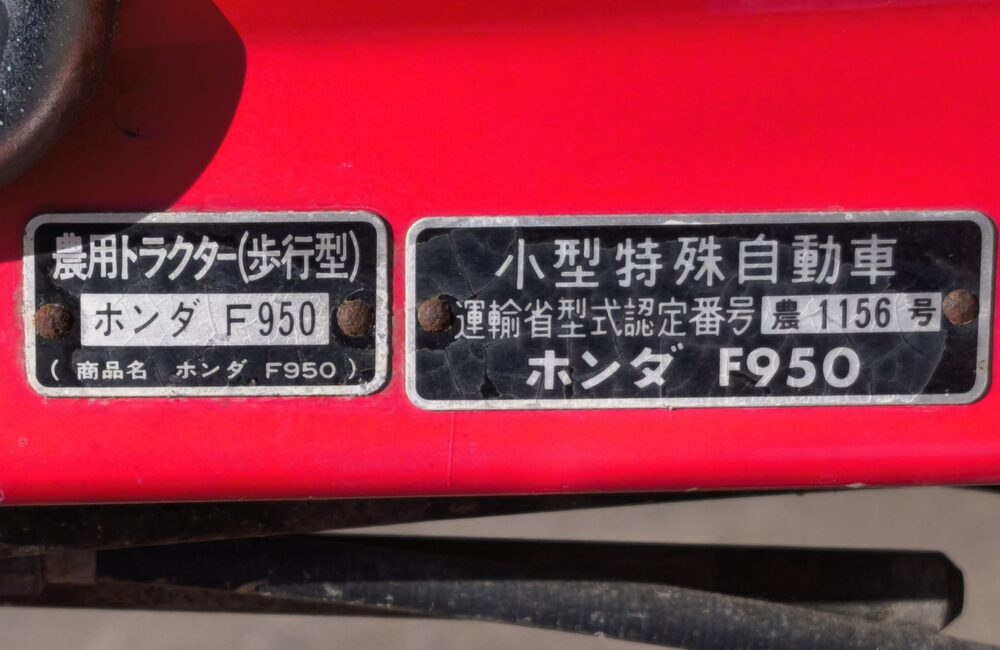 農用トラクター(歩行型)
ホンダ F950
(商品名 ホンダ F950)
小型特殊自動車
運輸省型式認定番号 農 1156 号
ホンダ F950